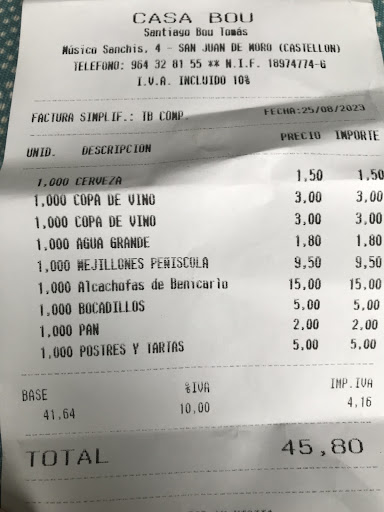 CASA BOU
Santiago Bou Tomás
Músico Sanchis, 4 - SAN JUAN DE MORO (CASTELLON)
TELEFONO: 964 32 81 55 ** N.I.F. 18974774-G
I.V.A. INCLUIDO 10%
FACTURA SIMPLIF.: TB COMP. FECHA:25/08/2023
UNID. DESCRIPCION PRECIO IMPORTE
1,000 CERVEZA 1,50 1,50
1,000 COPA DE VINO 3,00 3,00
1,000 COPA DE VINO 3,00 3,00
1,000 AGUA GRANDE 1,80 1,80
1,000 MEJILLONES PEÑISCOLA 9,50 9,50
1,000 Alcachofas de Benicarlo 15,00 15,00
1,000 BOCADILLOS 5,00 5,00
1,000 PAN 2,00 2,00
1,000 POSTRES Y TARTAS 5,00 5,00
BASE %IVA IMP.IVA
41,64 10,00 4,16
TOTAL 45,80